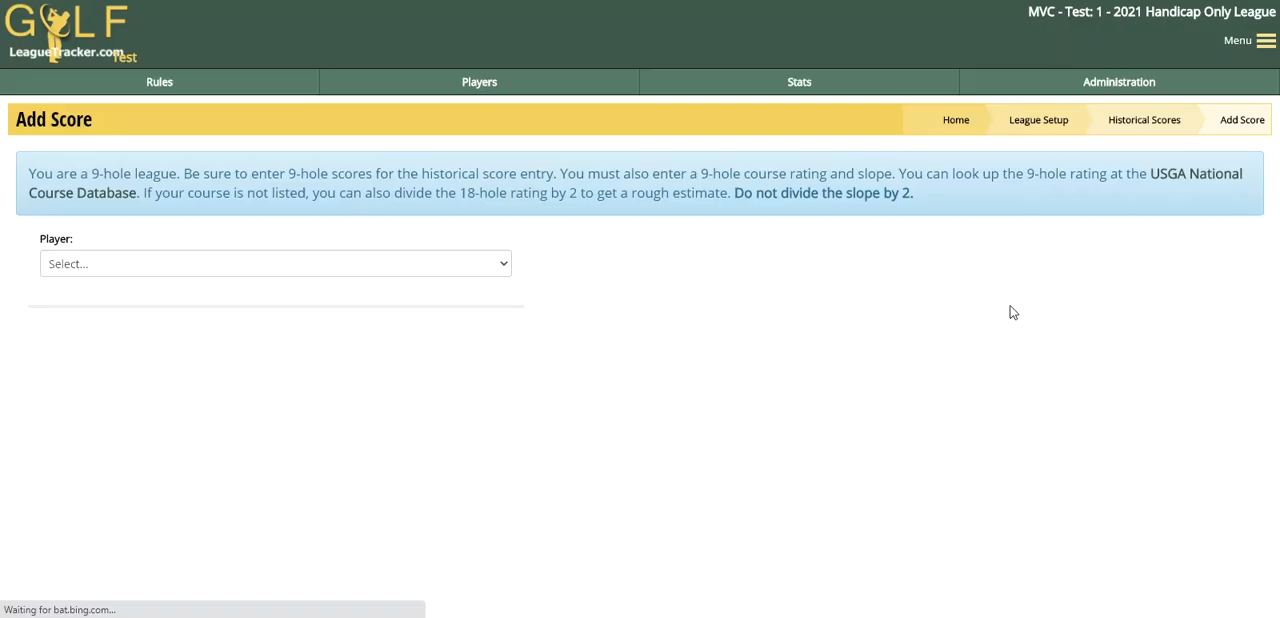 GOLF
LeagueTracker.com
Test
MVC - Test: 1 - 2021 Handicap Only League
Menu
Rules
Players
Stats
Administration
Add Score
Home
League Setup
Historical Scores
Add Score
You are a 9-hole league. Be sure to enter 9-hole scores for the historical score entry. You must also enter a 9-hole course rating and slope. You can look up the 9-hole rating at the USGA National
Course Database. If your course is not listed, you can also divide the 18-hole rating by 2 to get a rough estimate. Do not divide the slope by 2.
Player:
Select...
Waiting for bat.bing.com...